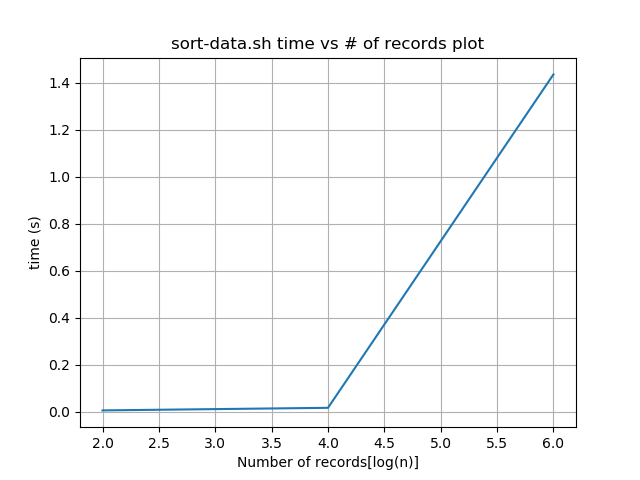 sort-data.sh time vs # of records plot
1.4
1.2
1.0
0.8
0.6
0.4
0.2
0.0
time (s)
2.0 2.5 3.0 3.5 4.0 4.5 5.0 5.5 6.0
Number of records[log(n)]